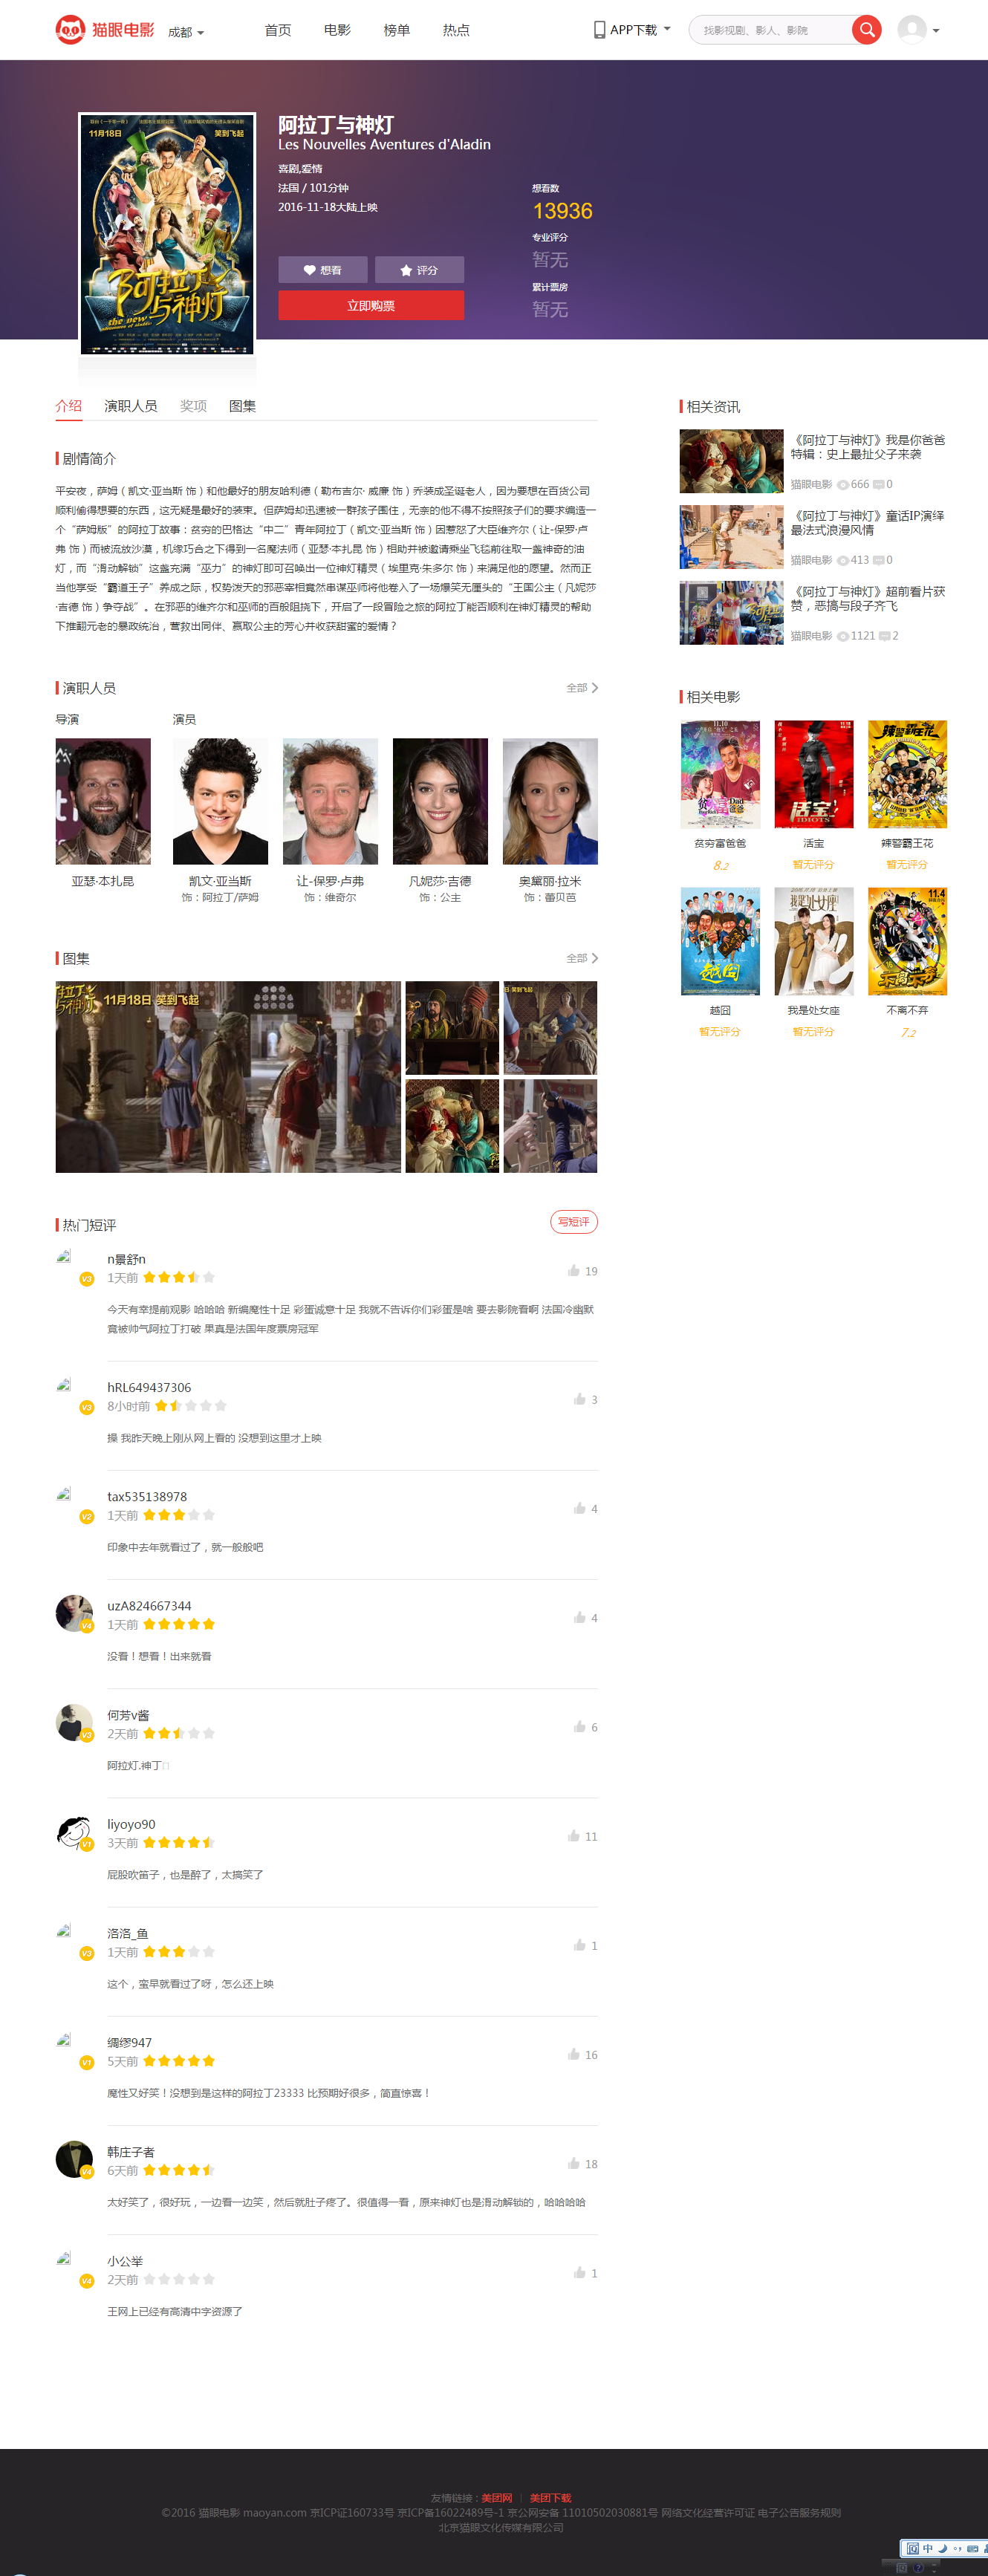 猫眼电影
成都
首页
电影
榜单
热点
APP下载
找影视剧、影人、影院
11月18日
笑到飞起
阿拉丁与神灯
the new
阿拉丁与神灯
Les Nouvelles Aventures d'Aladin
喜剧,爱情
法国 / 101分钟
2016-11-18大陆上映
想看
评分
立即购票
想看数
13936
专业评分
暂无
累计票房
暂无
介绍
演职人员
奖项
图集
剧情简介
平安夜，萨姆（凯文·亚当斯 饰）和他最好的朋友哈利德（勒布吉尔· 威廉 饰）乔装成圣诞老人，因为要想在百货公司
顺利偷得想要的东西，这无疑是最好的装束。但萨姆却迅速被一群孩子围住，无奈的他不得不按照孩子们的要求编造一
个“萨姆版”的阿拉丁故事：贫穷的巴格达“中二”青年阿拉丁（凯文·亚当斯 饰）因惹怒了大臣维齐尔（让-保罗·卢
弗 饰）而被流放沙漠，机缘巧合之下得到一名魔法师（亚瑟·本扎昆 饰）相助并被邀请乘坐飞毯前往取一盏神奇的油
灯，而“滑动解锁”这盏充满“巫力”的神灯即可召唤出一位神灯精灵（埃里克·朱多尔 饰）来满足他的愿望。然而正
当他享受“霸道王子”养成之际，权势泼天的邪恶宰相竟然串谋巫师将他卷入了一场爆笑无厘头的“王国公主（凡妮莎
·吉德 饰）争夺战”。在邪恶的维齐尔和巫师的百般阻挠下，开启了一段冒险之旅的阿拉丁能否顺利在神灯精灵的帮助
下推翻元老的暴政统治，营救出同伴、赢取公主的芳心并收获甜蜜的爱情？
演职人员
全部
导演
演员
亚瑟·本扎昆
凯文·亚当斯
饰：阿拉丁/萨姆
让-保罗·卢弗
饰：维奇尔
凡妮莎·吉德
饰：公主
奥黛丽·拉米
饰：蕾贝芭
图集
全部
11月18日 笑到飞起
热门短评
写短评
n景舒n
V3
1天前
19
今天有幸提前观影 哈哈哈 新编魔性十足 彩蛋诚意十足 我就不告诉你们彩蛋是啥 要去影院看啊 法国冷幽默
竟被帅气阿拉丁打破 果真是法国年度票房冠军
hRL649437306
V3
8小时前
3
操 我昨天晚上刚从网上看的 没想到这里才上映
tax535138978
V2
1天前
4
印象中去年就看过了，就一般般吧
uzA824667344
V4
1天前
4
没看！想看！出来就看
何芳v酱
V3
2天前
6
阿拉灯.神丁
liyoyo90
V1
3天前
11
屁股吹笛子，也是醉了，太搞笑了
洛洛_鱼
V3
1天前
1
这个，蛮早就看过了呀，怎么还上映
绸缪947
V1
5天前
16
魔性又好笑！没想到是这样的阿拉丁23333 比预期好很多，简直惊喜！
韩庄子者
V4
6天前
18
太好笑了，很好玩，一边看一边笑，然后就肚子疼了。很值得一看，原来神灯也是滑动解锁的，哈哈哈哈
小公举
V4
2天前
1
王网上已经有高清中字资源了
相关资讯
《阿拉丁与神灯》我是你爸爸
特辑：史上最扯父子来袭
猫眼电影 666 0
《阿拉丁与神灯》童话IP演绎
最法式浪漫风情
猫眼电影 413 0
《阿拉丁与神灯》超前看片获
赞，恶搞与段子齐飞
猫眼电影 1121 2
相关电影
贫穷富爸爸
8.2
活宝
IDIOTS
活宝
暂无评分
辣警霸王花
辣警霸王花
暂无评分
越囧
越囧
暂无评分
我是处女座
我是处女座
暂无评分
11.4
不离不弃
不离不弃
7.2
友情链接 : 美团网 | 美团下载
©2016 猫眼电影 maoyan.com 京ICP证160733号 京ICP备16022489号-1 京公网安备 11010502030881号 网络文化经营许可证 电子公告服务规则
北京猫眼文化传媒有限公司
中